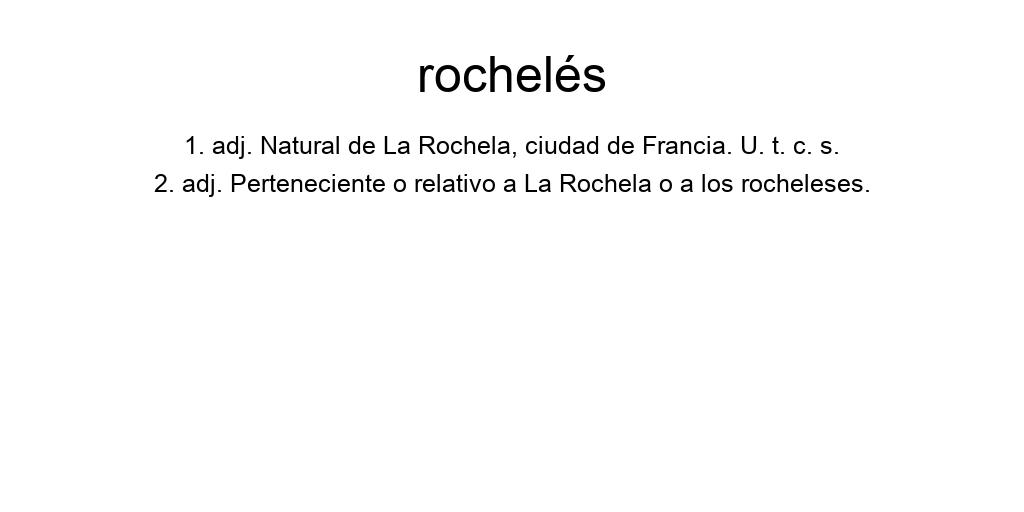 rochelés
1. adj. Natural de La Rochela, ciudad de Francia. U. t. c. s.
2. adj. Perteneciente o relativo a La Rochela o a los rocheleses.